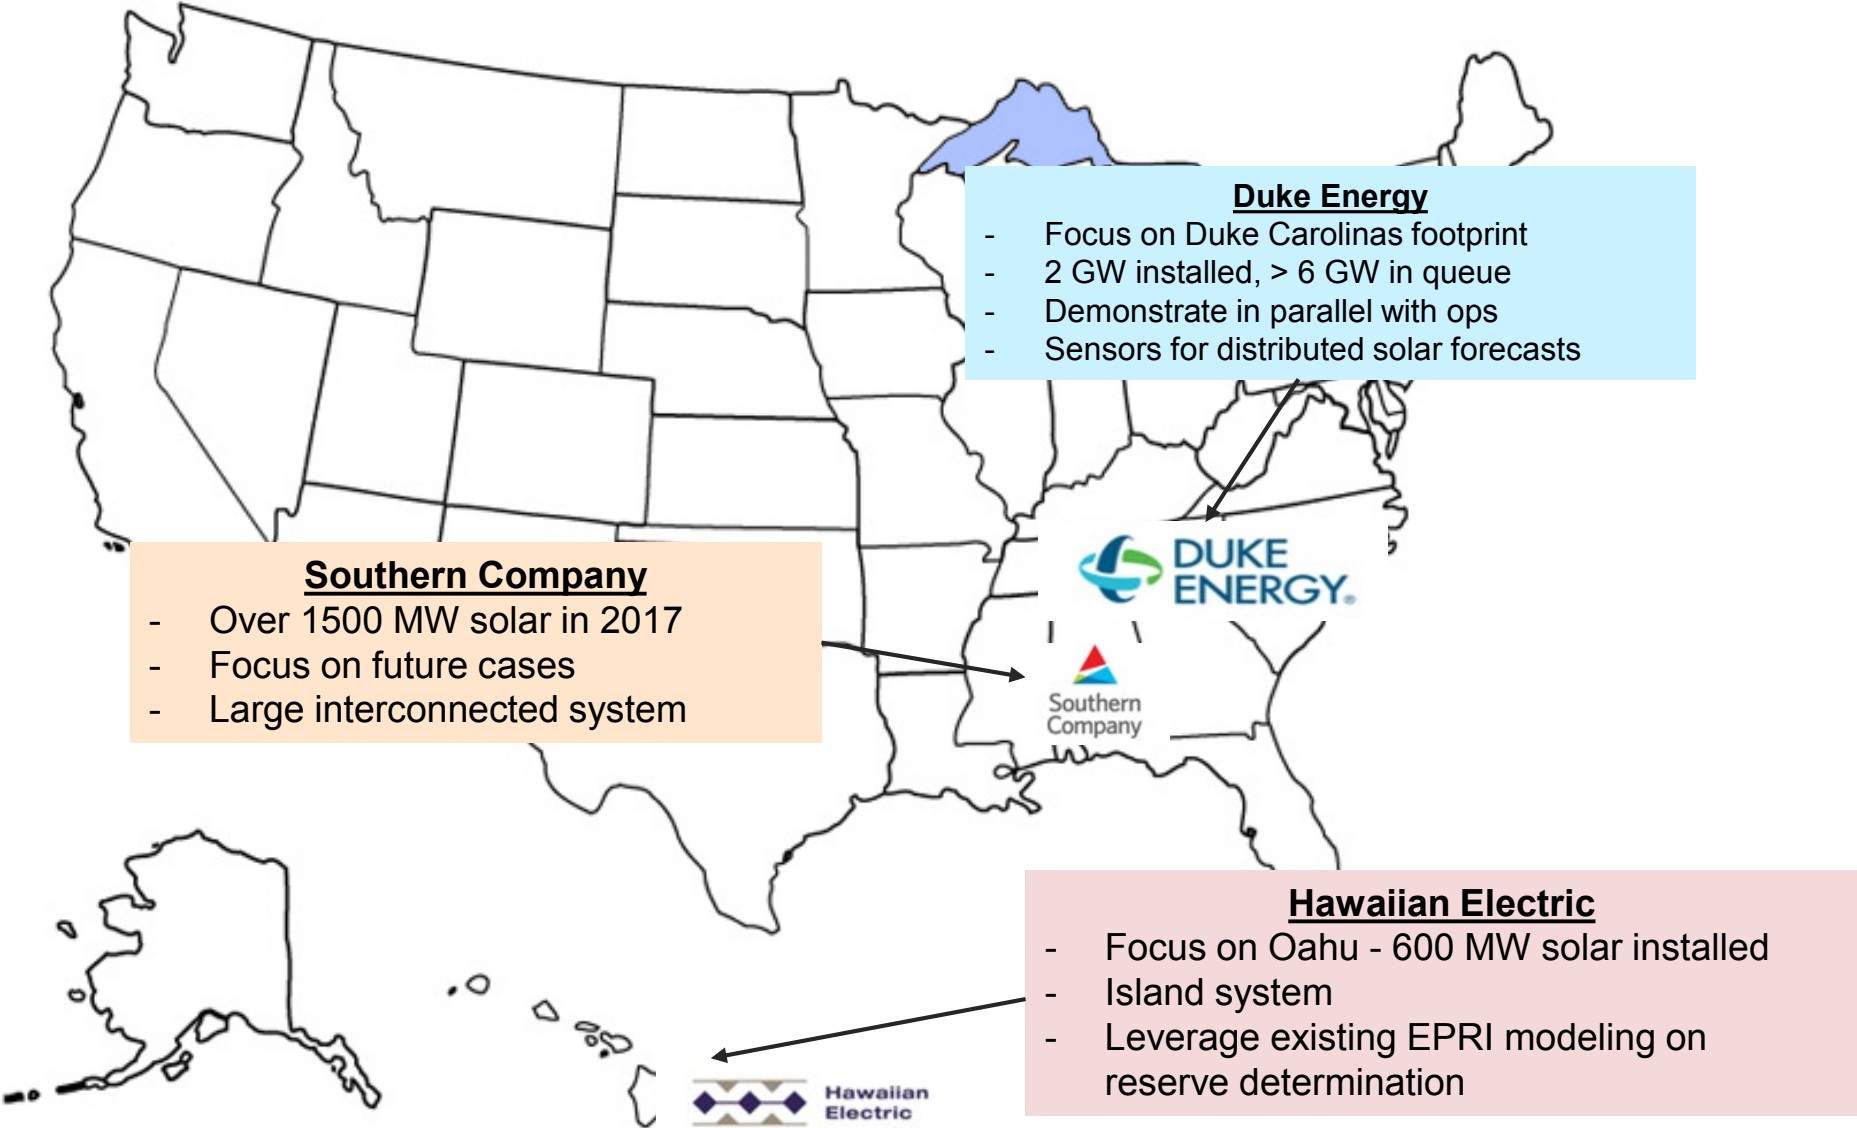 Duke Energy
- Focus on Duke Carolinas footprint
- 2 GW installed, > 6 GW in queue
- Demonstrate in parallel with ops
- Sensors for distributed solar forecasts
DUKE
ENERGY®
Southern Company
- Over 1500 MW solar in 2017
- Focus on future cases
- Large interconnected system
Southern
Company
Hawaiian Electric
- Focus on Oahu - 600 MW solar installed
- Island system
- Leverage existing EPRI modeling on
reserve determination
Hawaiian
Electric